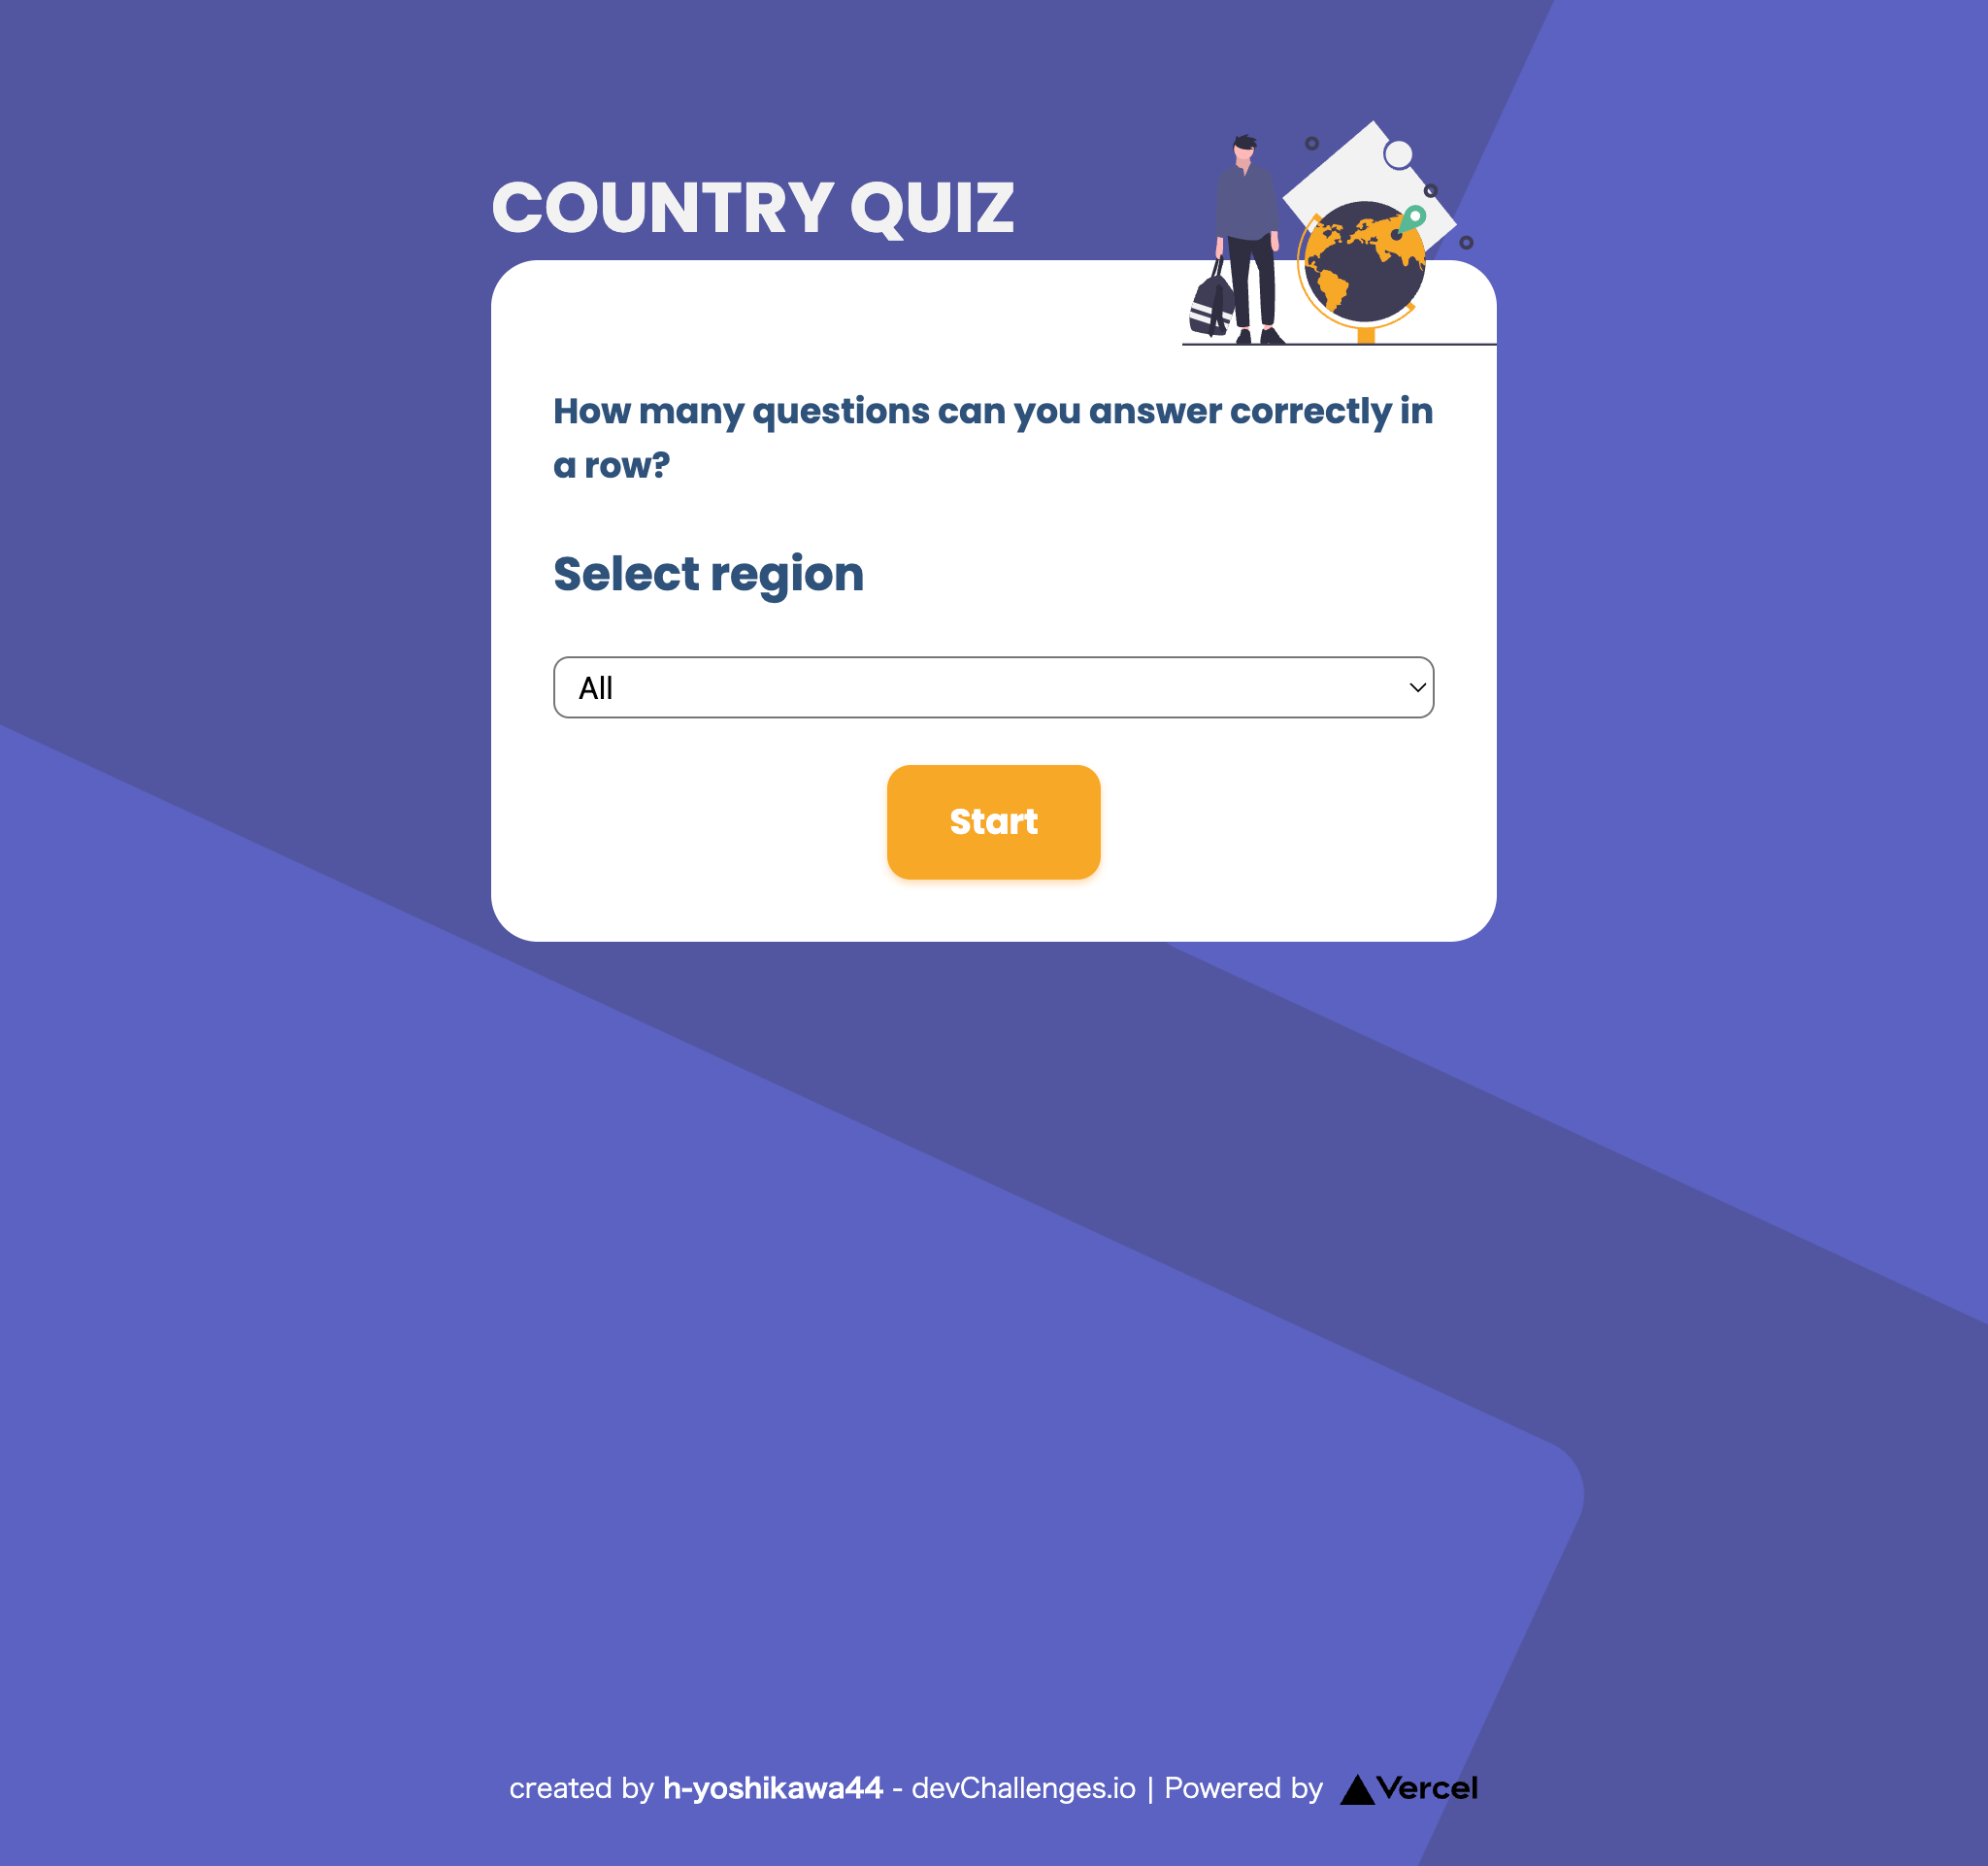 COUNTRY QUIZ
How many questions can you answer correctly in
a row?
Select region
All
Start
created by h-yoshikawa44 - devChallenges.io | Powered by Vercel